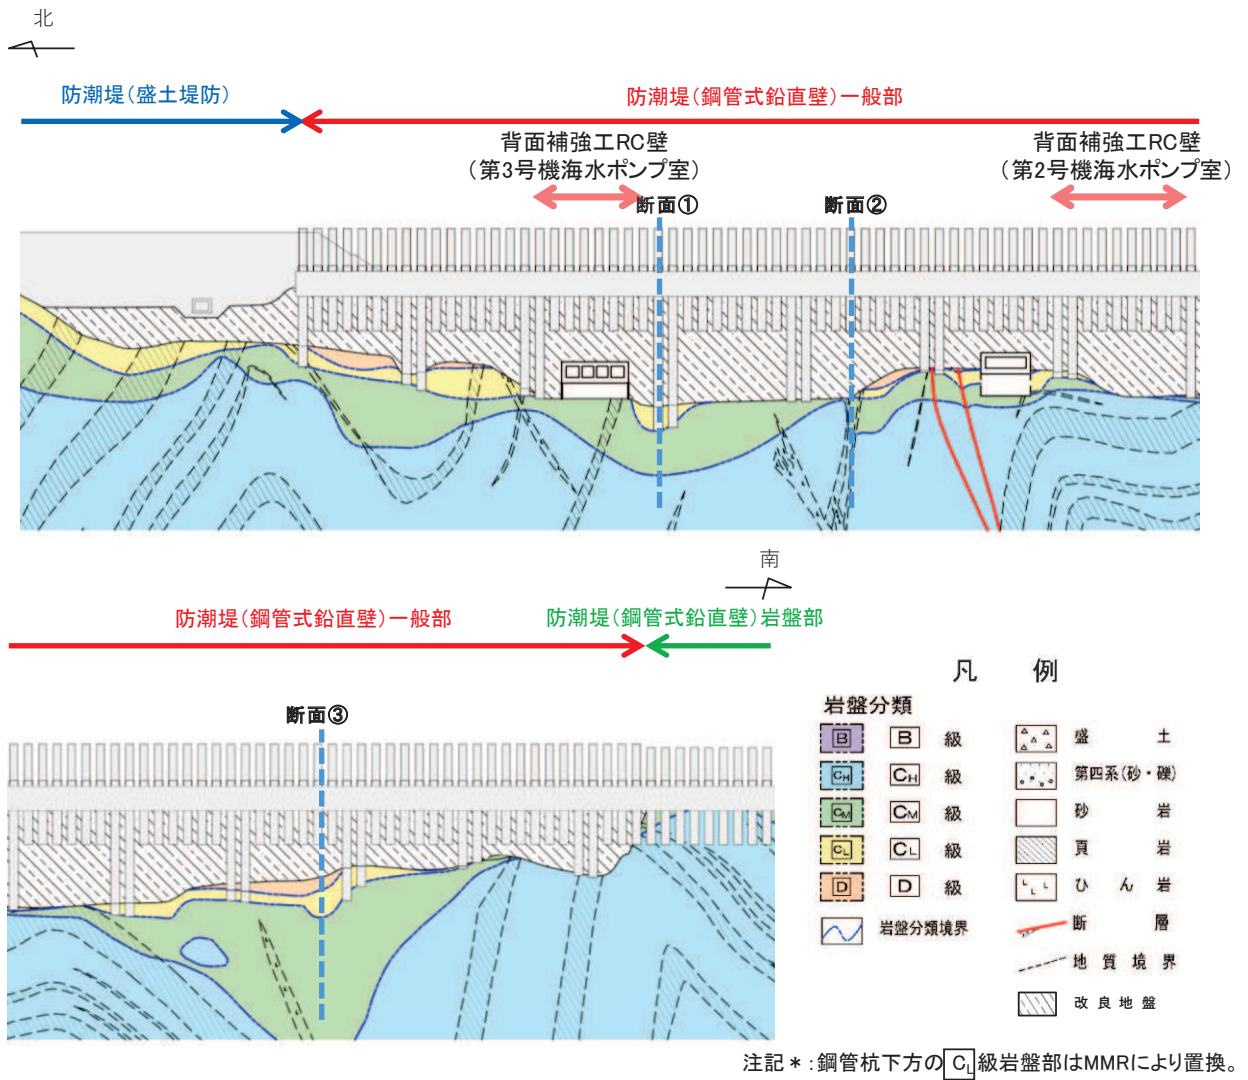 北
防潮堤(盛土堤防)
防潮堤(鋼管式鉛直壁)一般部
背面補強工RC壁
(第3号機海水ポンプ室)
背面補強工RC壁
(第2号機海水ポンプ室)
断面①
断面②
南
防潮堤(鋼管式鉛直壁)一般部
防潮堤(鋼管式鉛直壁)岩盤部
断面③
凡 例
岩盤分類
B B 級
CH CH 級
CM CM 級
CL CL 級
D D 級
岩盤分類境界
盛 土
第四系(砂・礫)
砂 岩
頁 岩
ひ ん 岩
断 層
地 質 境 界
改 良 地 盤
注記*:鋼管杭下方のCL級岩盤部はMMRにより置換。